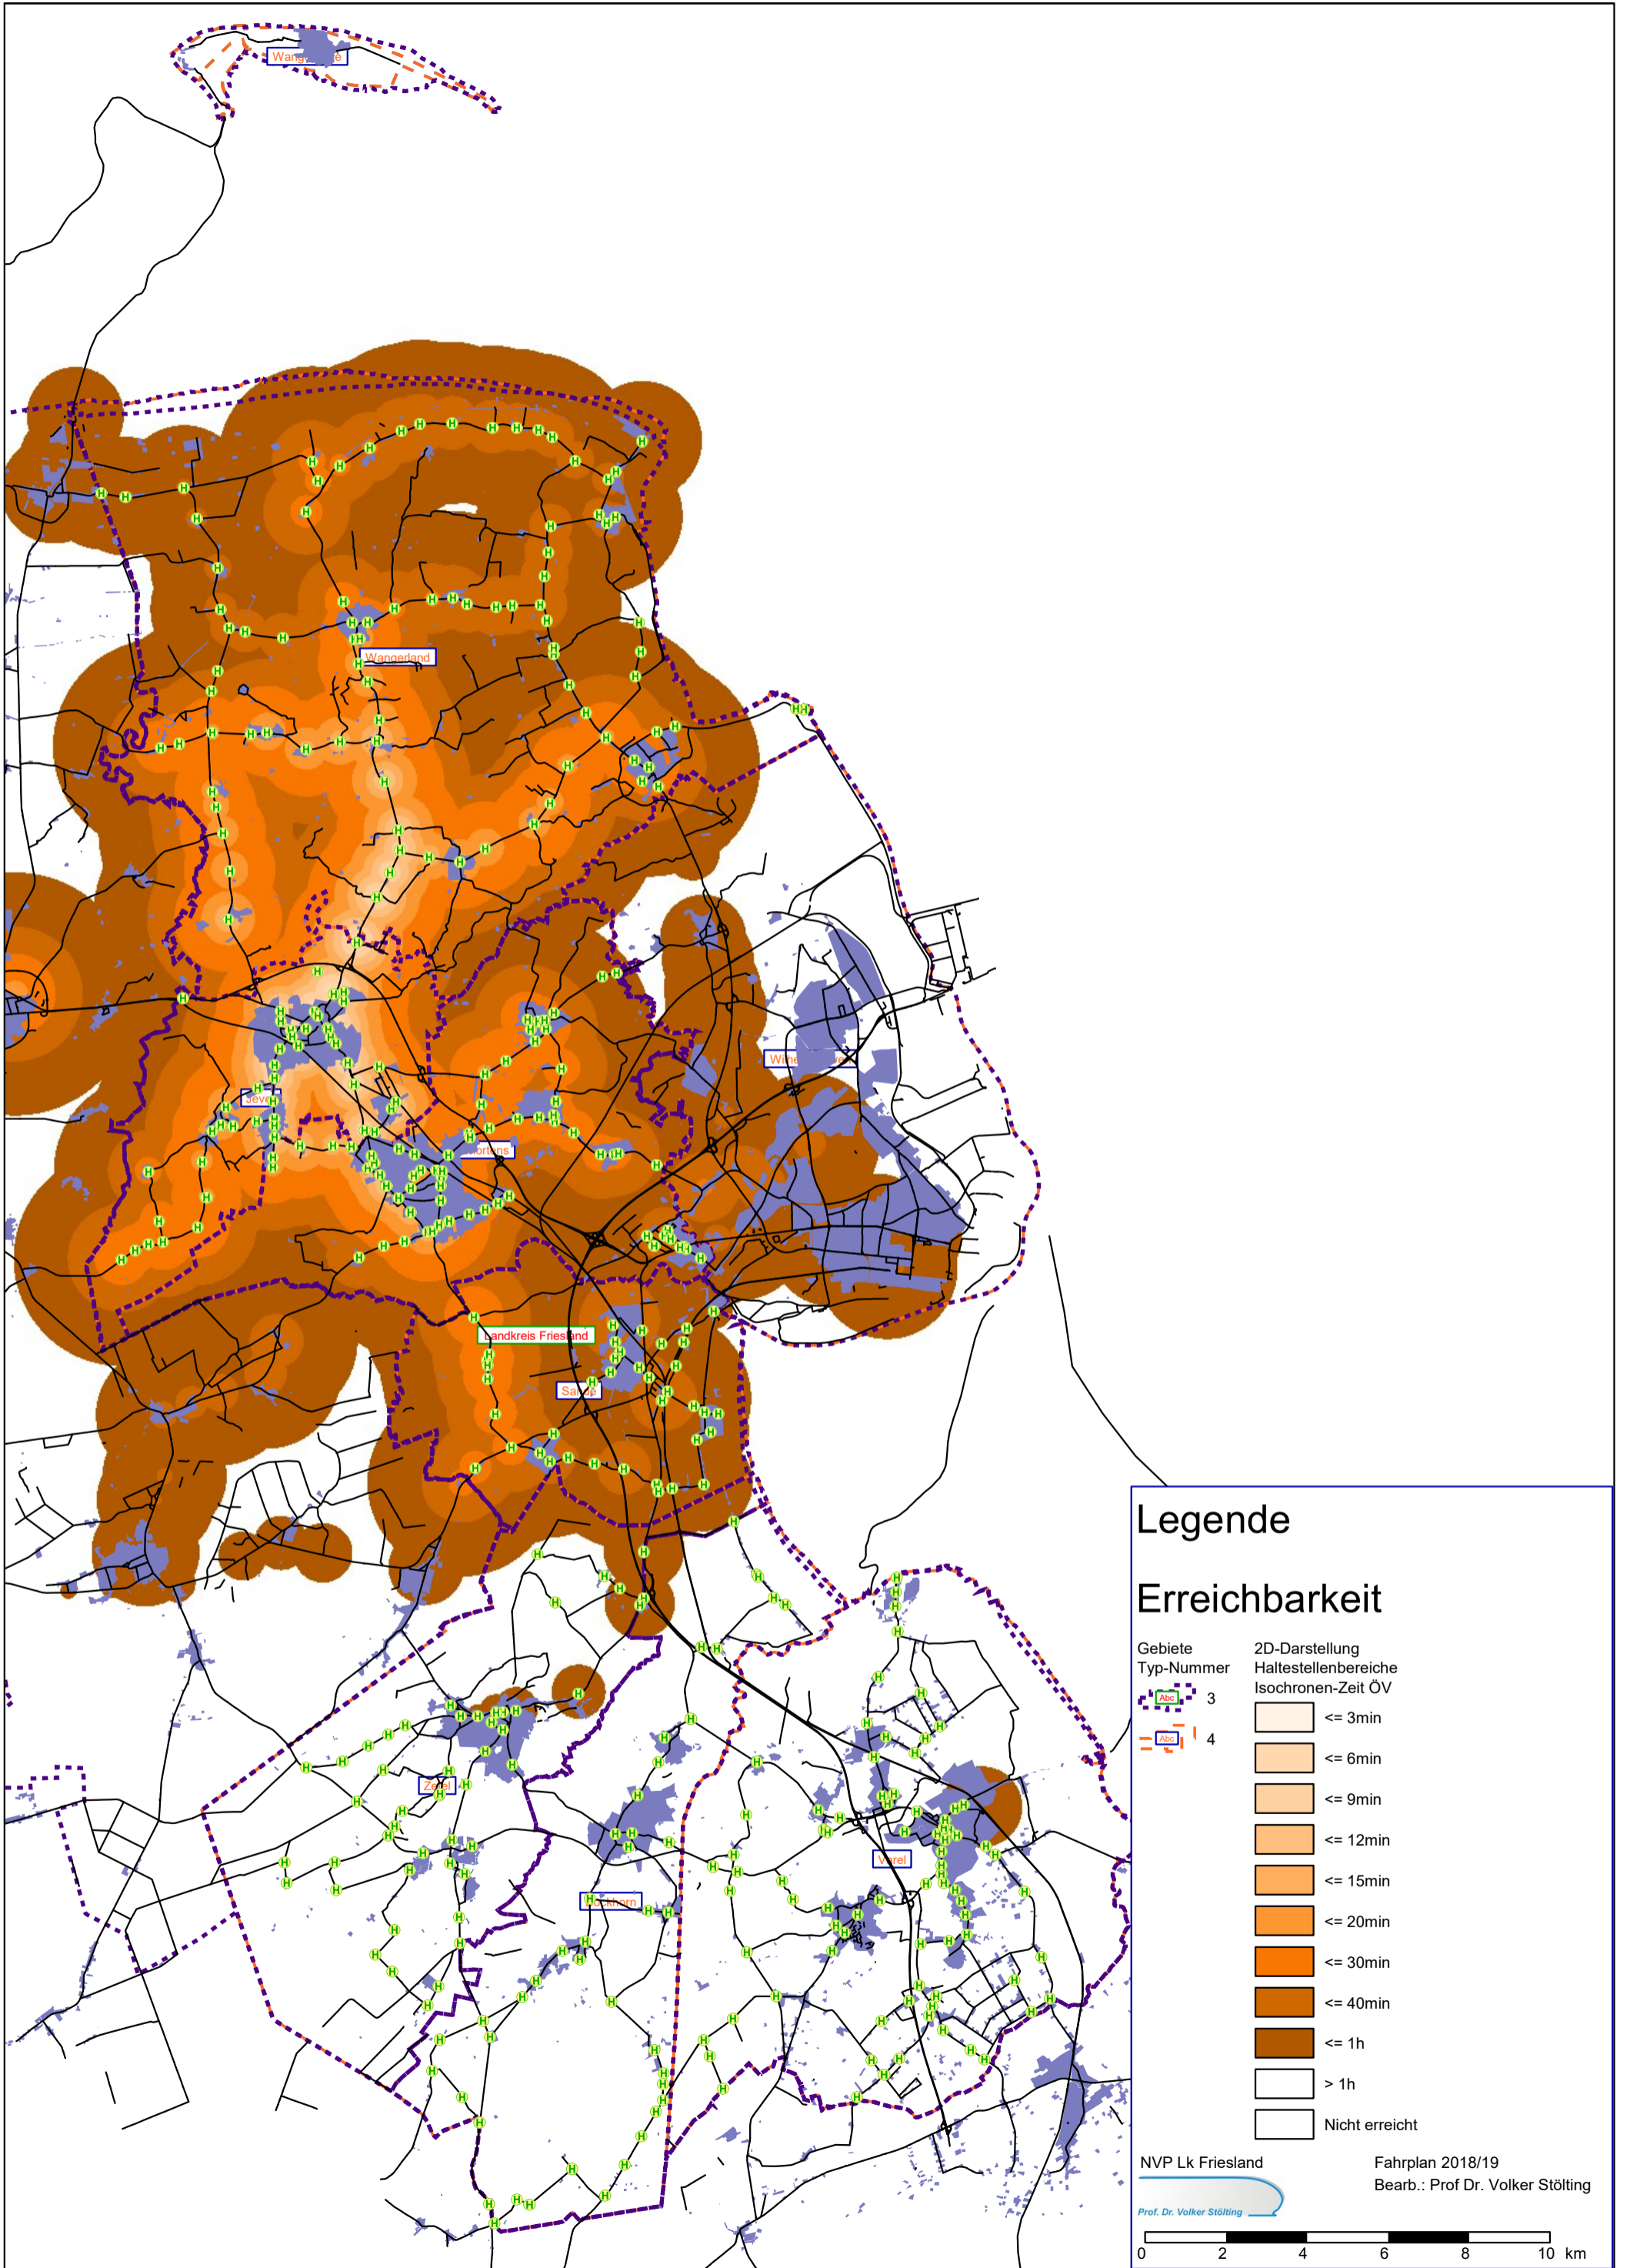 Wangerland
Landkreis Friesland
Legende
Erreichbarkeit
Gebiete
Typ-Nummer
Abc 3
Abc 4
2D-Darstellung
Haltestellenbereiche
Isochronen-Zeit ÖV
<= 3min
<= 6min
<= 9min
<= 12min
<= 15min
<= 20min
<= 30min
<= 40min
<= 1h
> 1h
Nicht erreicht
NVP Lk Friesland
Fahrplan 2018/19
Bearb.: Prof Dr. Volker Stölting
Prof. Dr. Volker Stölting
0 2 4 6 8 10 km